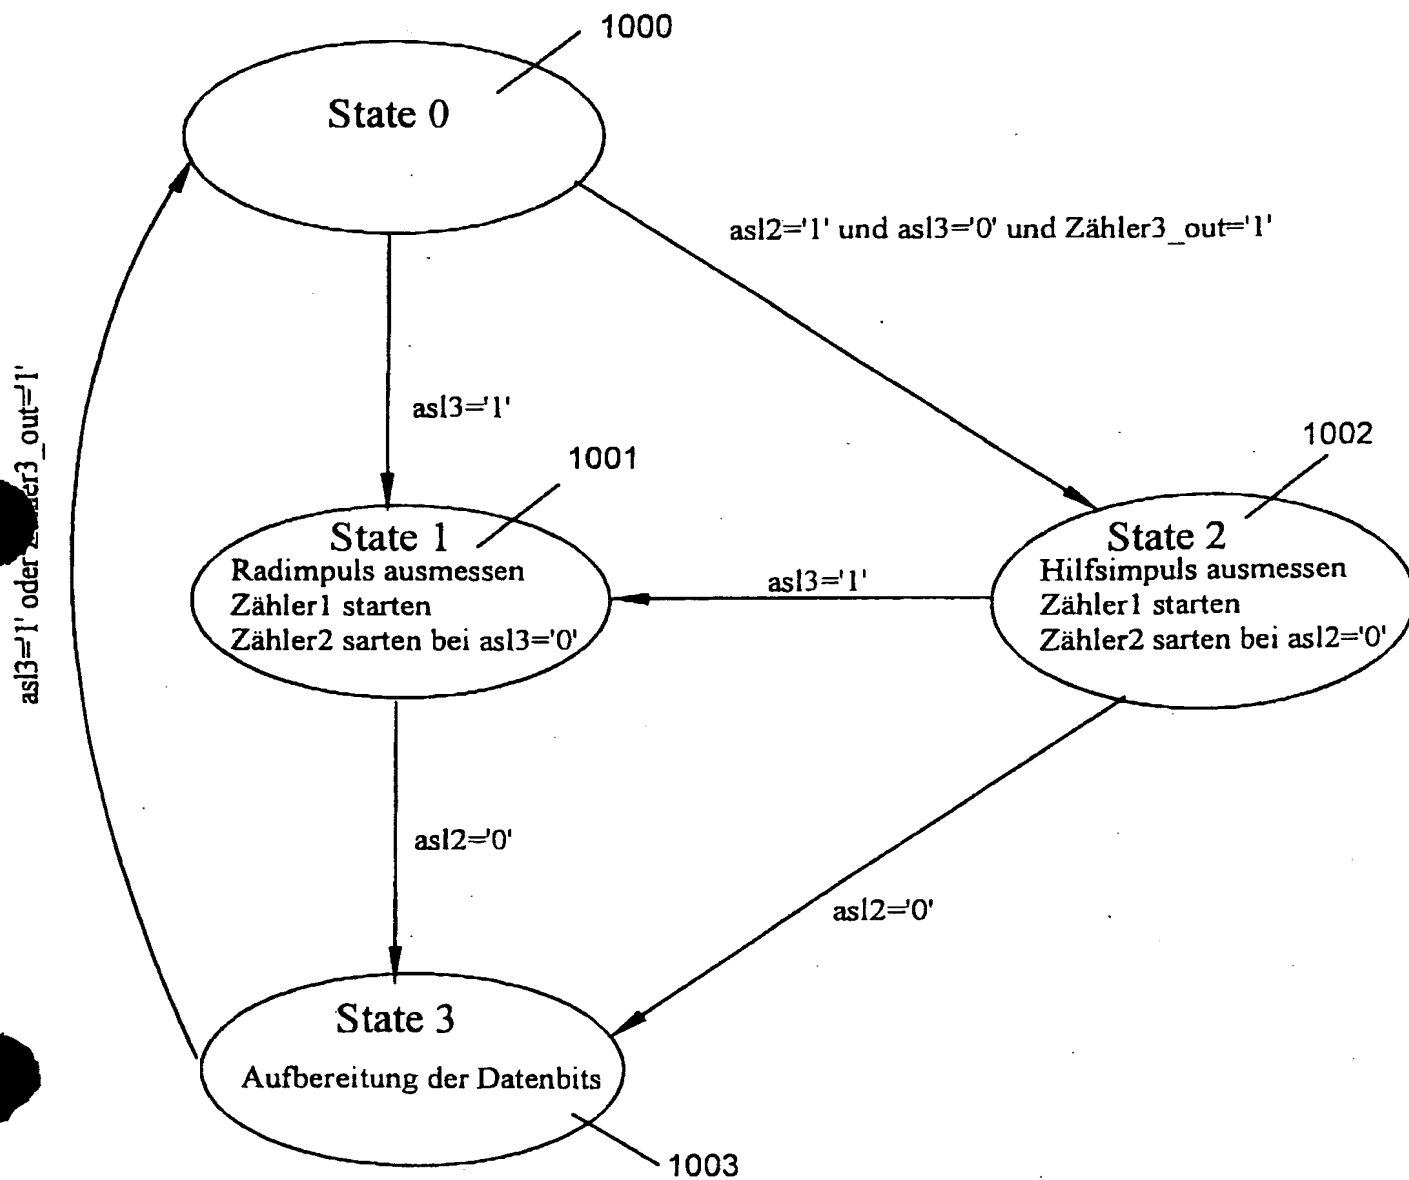 1000
State 0
asl2='1' und asl3='0' und Zähler3_out='1'
asl3='1'
1001
1002
State 1
Radimpuls ausmessen
Zähler1 starten
Zähler2 sarten bei asl3='0'
asl3='1'
State 2
Hilfsimpuls ausmessen
Zähler1 starten
Zähler2 sarten bei asl2='0'
asl3='1' oder Zähler3_out='1'
asl2='0'
asl2='0'
State 3
Aufbereitung der Datenbits
1003